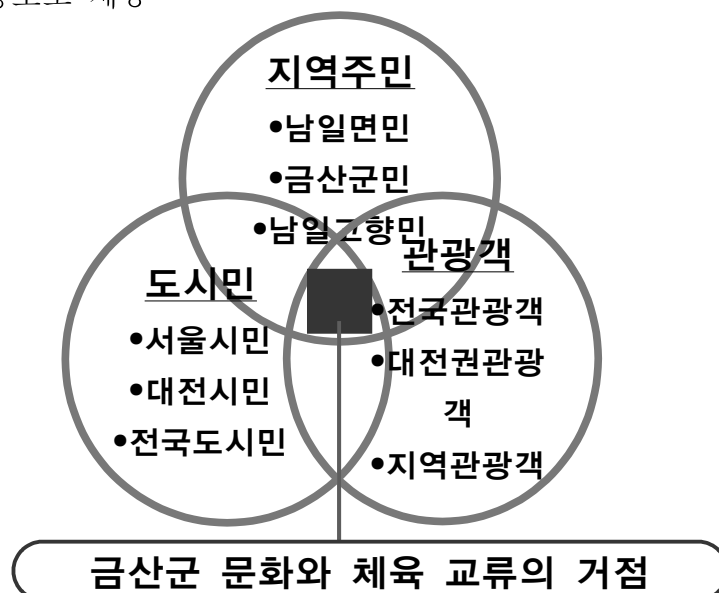 지역주민
•남일면민
•금산군민
•남일고향민
도시민
•서울시민
•대전시민
•전국도시민
관광객
•전국관광객
•대전권관광
객
•지역관광객
금산군 문화와 체육 교류의 거점